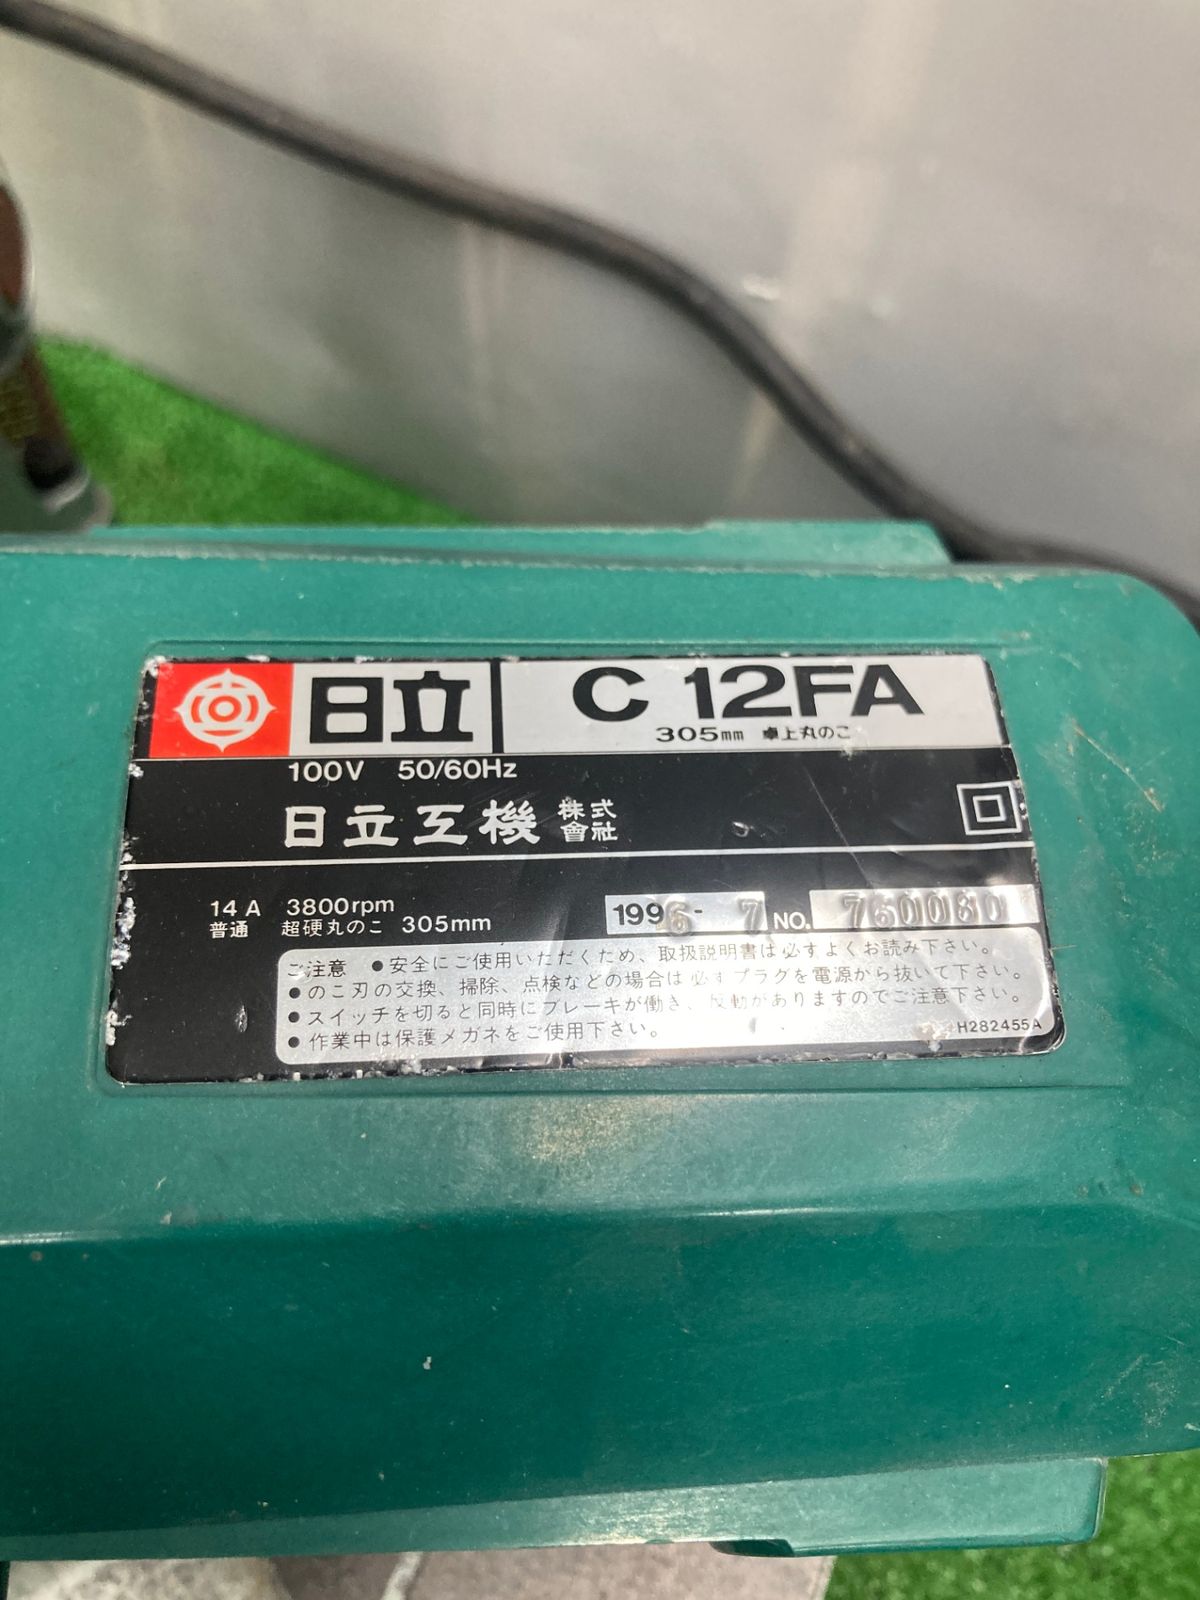 日立
C 12FA
305mm 卓上丸のこ
100V 50/60Hz
日立工機 株式會社
14A 3800rpm
普通 超硬丸のこ 305mm
1996-7 NO. 760080
ご注意 ●安全にご使用いただくため、取扱説明書は必ずよくお読み下さい。
●のこ刃の交換、掃除、点検などの場合は必ずプラグを電源から抜いて下さい。
●スイッチを切ると同時にブレーキが働き、反動がありますのでご注意下さい。
●作業中は保護メガネをご使用下さい。
H282455A